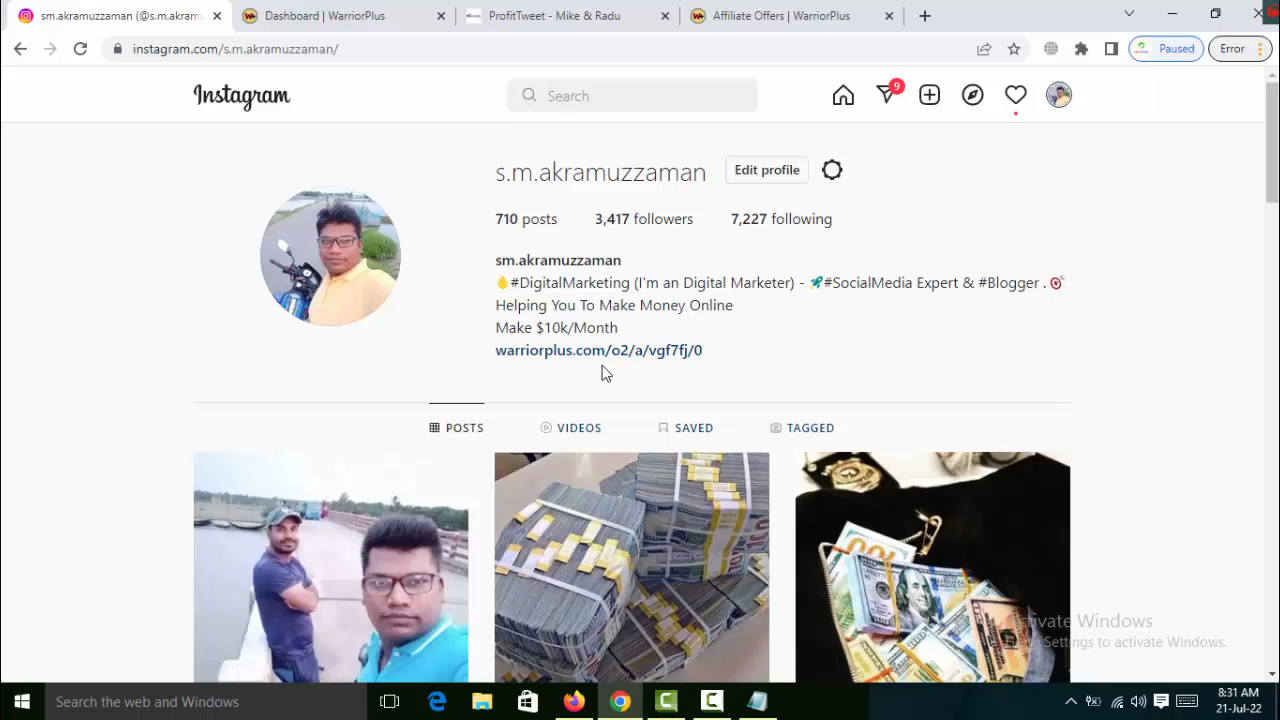 sm.akramuzzaman (@s.m.akram
Dashboard | WarriorPlus
ProfitTweet - Mike & Radu
Affiliate Offers | WarriorPlus
instagram.com/s.m.akramuzzaman/
Paused
Error
Instagram
Search
9
s.m.akramuzzaman
Edit profile
710 posts
3,417 followers
7,227 following
sm.akramuzzaman
#DigitalMarketing (I'm an Digital Marketer) - 🚀#SocialMedia Expert & #Blogger . 🎯
Helping You To Make Money Online
Make $10k/Month
warriorplus.com/o2/a/vgf7fj/0
POSTS
VIDEOS
SAVED
TAGGED
100
Activate Windows
Settings to activate Windows.
Search the web and Windows
8:31 AM
21-Jul-22